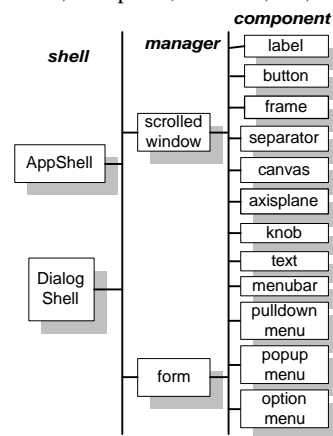 component
manager
shell
label
button
frame
scrolled
window
separator
AppShell
canvas
axisplane
knob
text
Dialog
Shell
menubar
pulldown
menu
form
popup
menu
option
menu